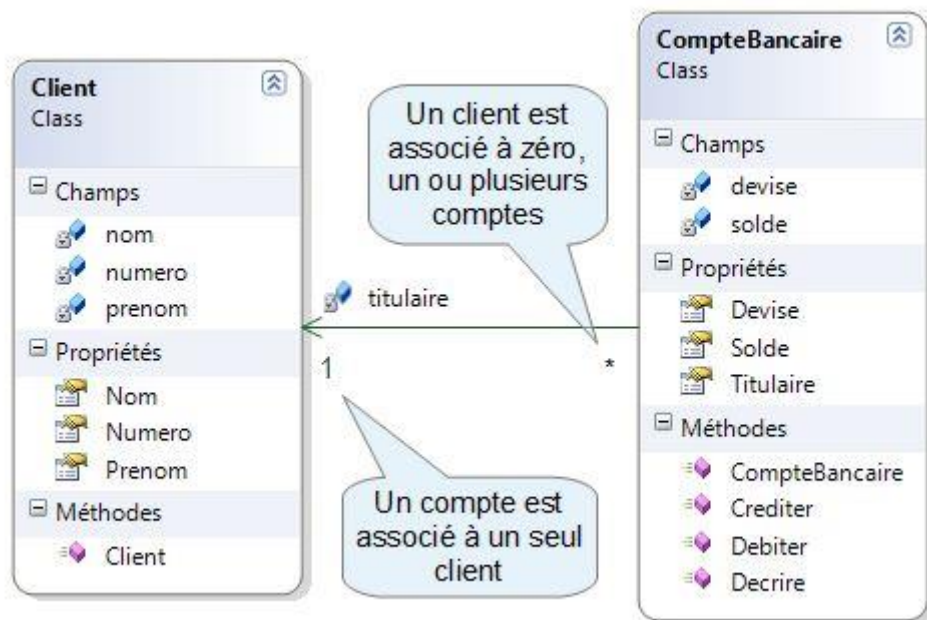 Client
Class
Champs
nom
numero
prenom
Propriétés
Nom
Numero
Prenom
Méthodes
Client
Un client est
associé à zéro,
un ou plusieurs
comptes
titulaire
1
*
Un compte est
associé à un seul
client
CompteBancaire
Class
Champs
devise
solde
Propriétés
Devise
Solde
Titulaire
Méthodes
CompteBancaire
Crediter
Debiter
Decrire